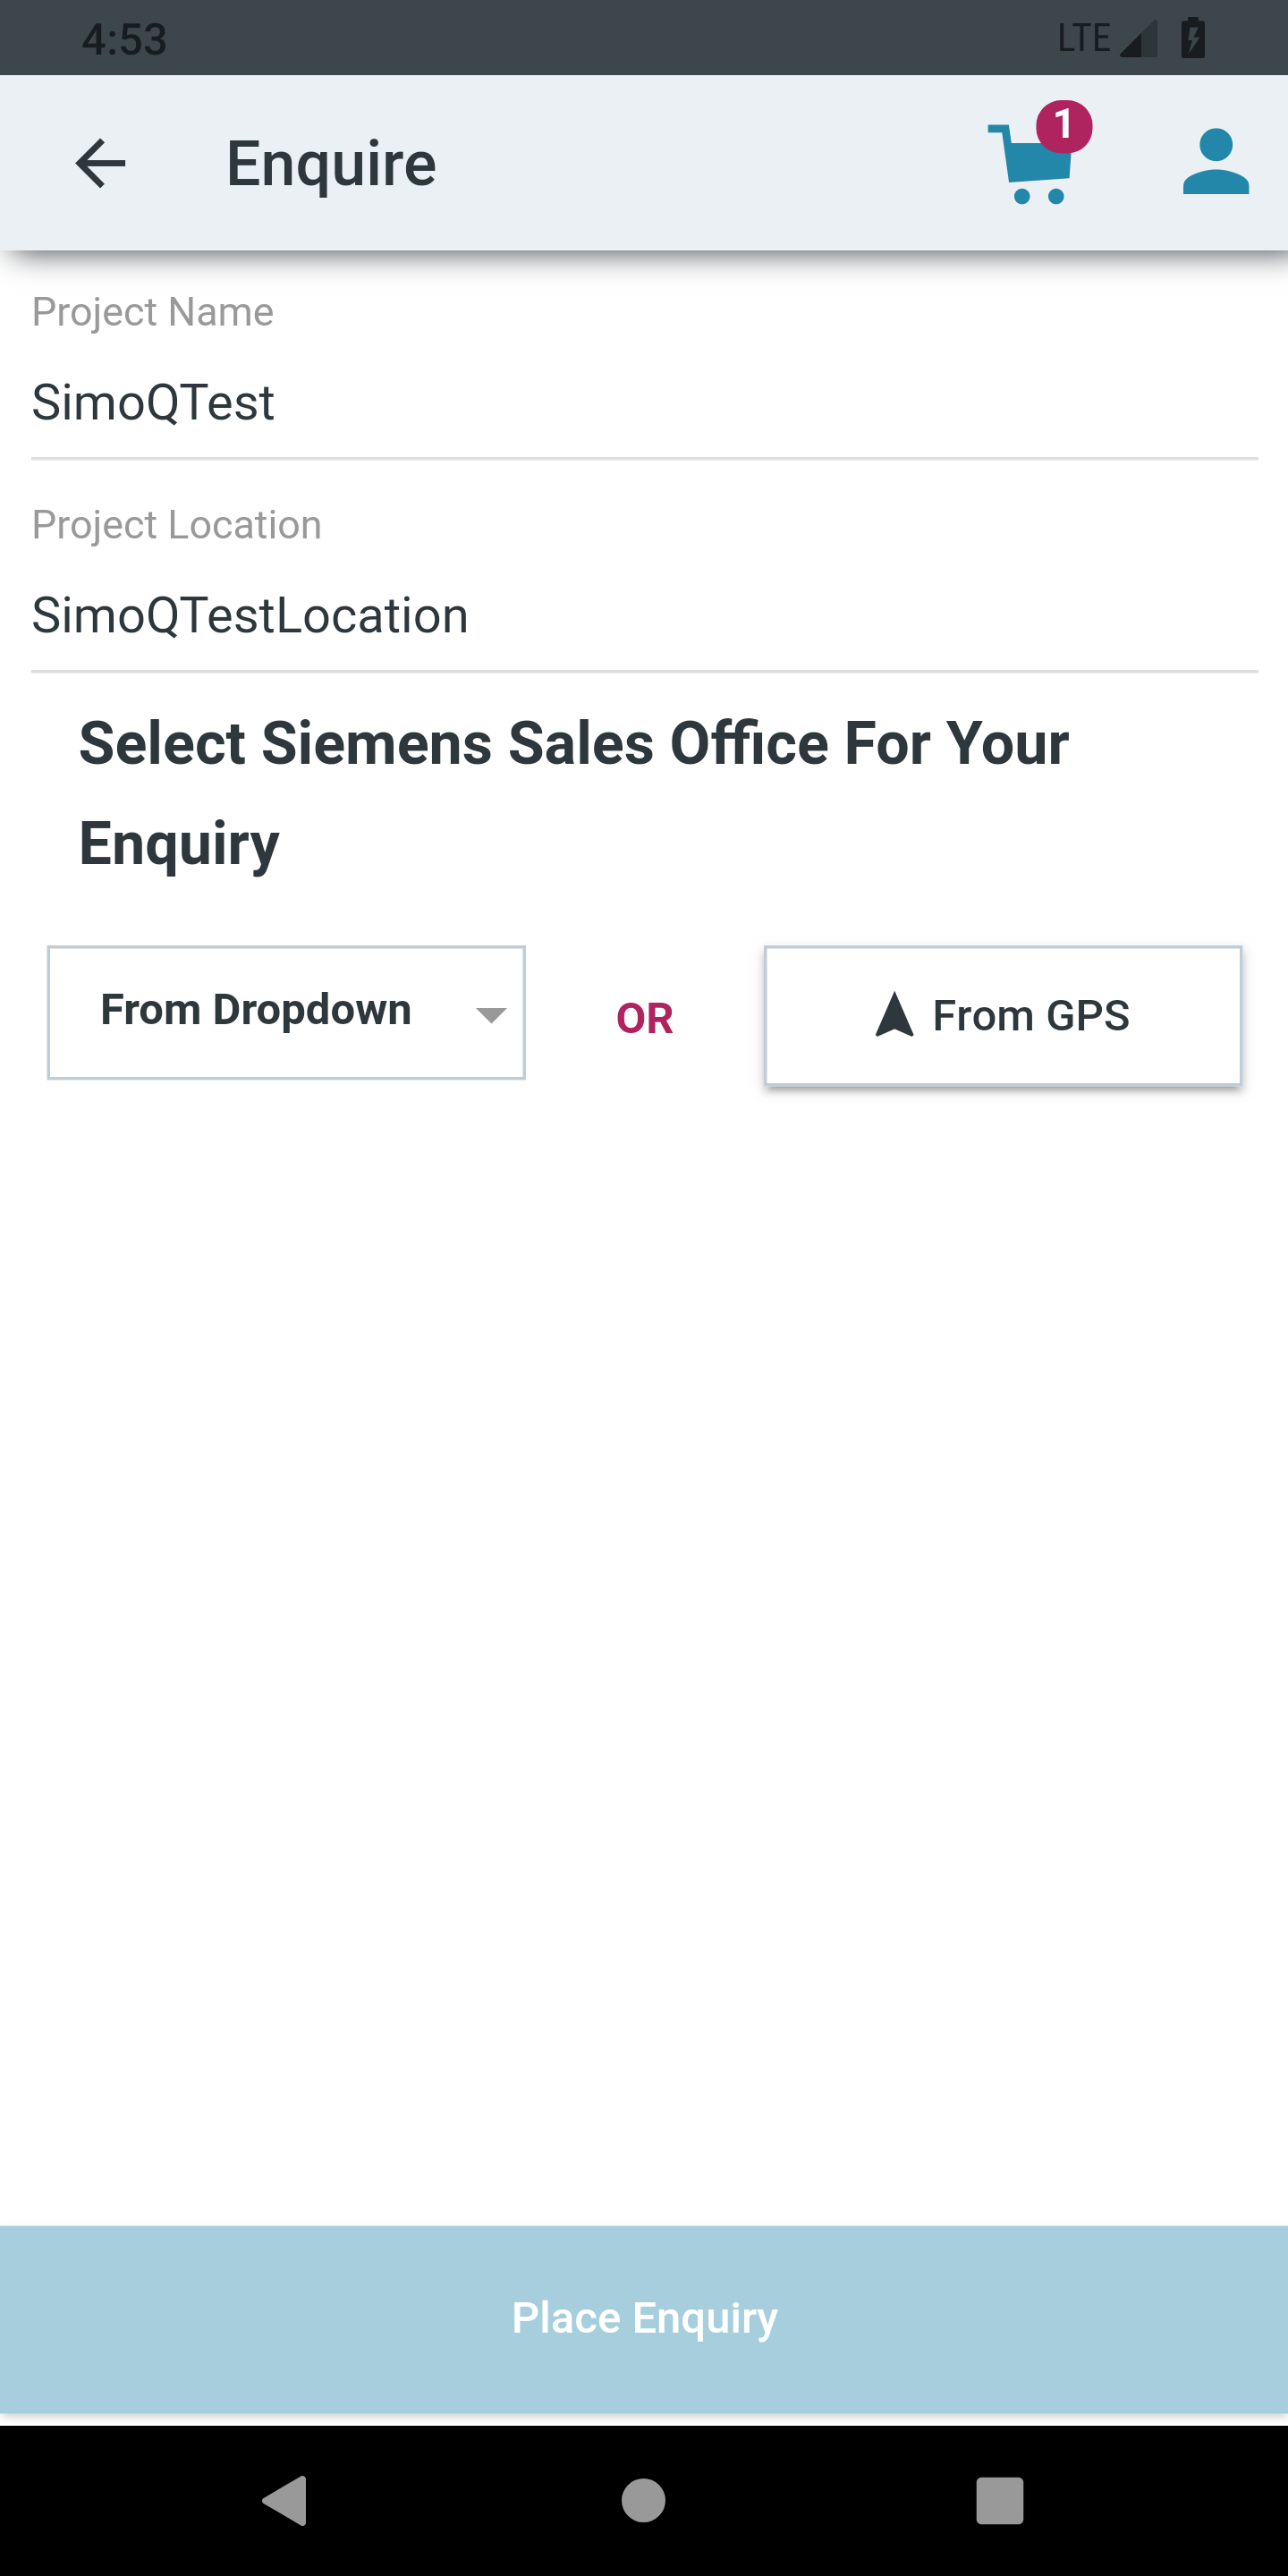 4:53
LTE
Enquire
1
Project Name
SimoQTest
Project Location
SimoQTestLocation
Select Siemens Sales Office For Your
Enquiry
From Dropdown
OR
From GPS
Place Enquiry